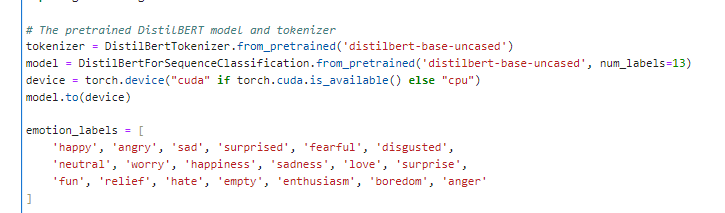 # The pretrained DistilBERT model and tokenizer
tokenizer = DistilBertTokenizer.from_pretrained('distilbert-base-uncased')
model = DistilBertForSequenceClassification.from_pretrained('distilbert-base-uncased', num_labels=13)
device = torch.device("cuda" if torch.cuda.is_available() else "cpu")
model.to(device)
emotion_labels = [
'happy', 'angry', 'sad', 'surprised', 'fearful', 'disgusted',
'neutral', 'worry', 'happiness', 'sadness', 'love', 'surprise',
'fun', 'relief', 'hate', 'empty', 'enthusiasm', 'boredom', 'anger'
]